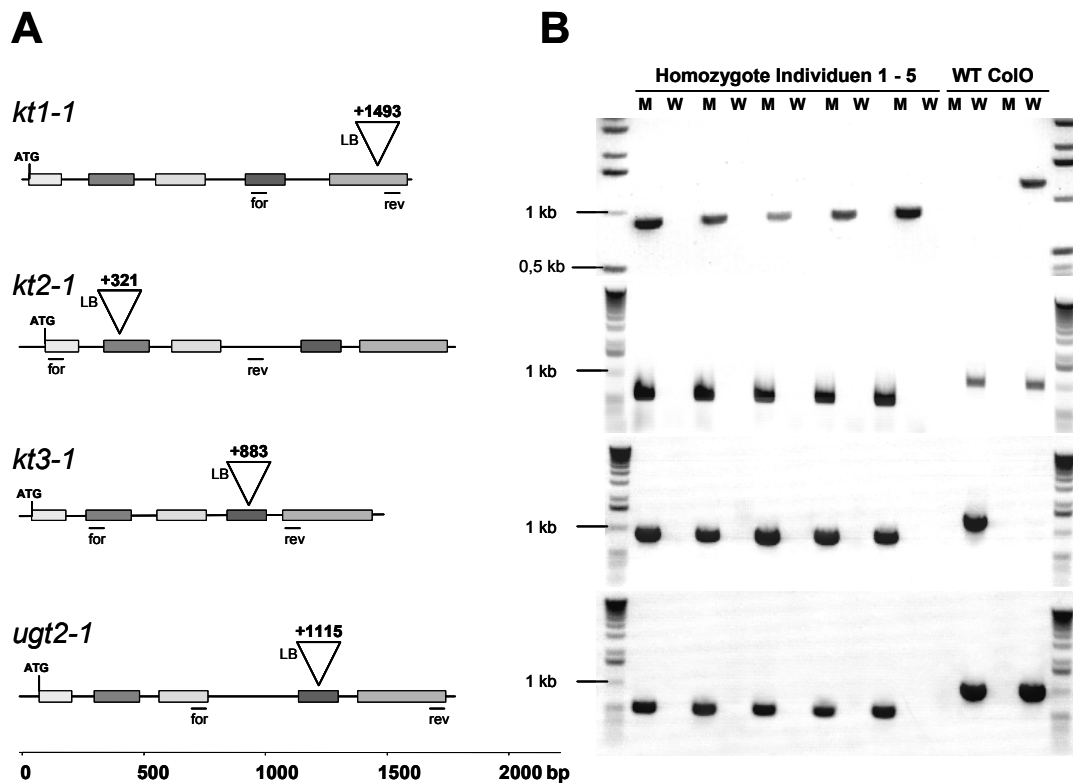 A
kt1-1
+1493
LB
ATG
for
rev
kt2-1
+321
LB
ATG
for
rev
kt3-1
+883
LB
ATG
for
rev
ugt2-1
+1115
LB
ATG
for
rev
0 500 1000 1500 2000 bp
B
Homozygote Individuen 1 - 5 WT ColO
M W M W M W M W M W M W M W
1 kb
0,5 kb
1 kb
1 kb
1 kb